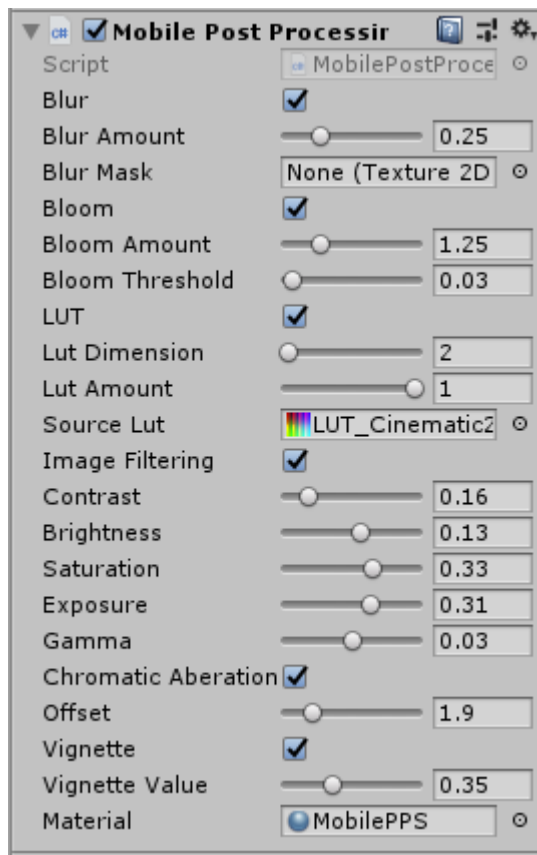 Mobile Post Processir
Script MobilePostProce
Blur
Blur Amount 0.25
Blur Mask None (Texture 2D
Bloom
Bloom Amount 1.25
Bloom Threshold 0.03
LUT
Lut Dimension 2
Lut Amount 1
Source Lut LUT_Cinematic2
Image Filtering
Contrast 0.16
Brightness 0.13
Saturation 0.33
Exposure 0.31
Gamma 0.03
Chromatic Aberation
Offset 1.9
Vignette
Vignette Value 0.35
Material MobilePPS